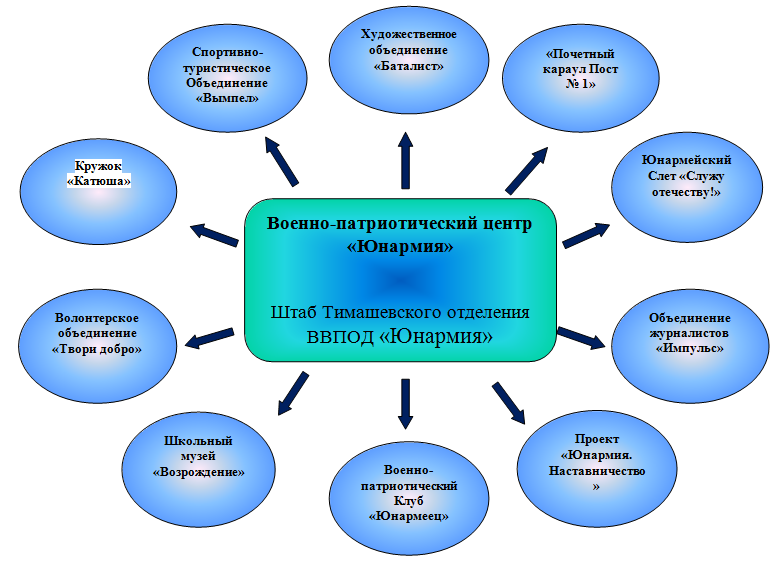 Художественное
объединение
«Баталист»
Спортивно-
туристическое
Объединение
«Вымпел»
«Почетный
караул Пост
№ 1»
Кружок
«Катюша»
Юнармейский
Слет «Служу
отечеству!»
Военно-патриотический центр
«Юнармия»
Штаб Тимашевского отделения
ВВПОД «Юнармия»
Волонтерское
объединение
«Твори добро»
Объединение
журналистов
«Импульс»
Школьный
музей
«Возрождение»
Военно-
патриотический
Клуб
«Юнармеец»
Проект
«Юнармия.
Наставничество
»